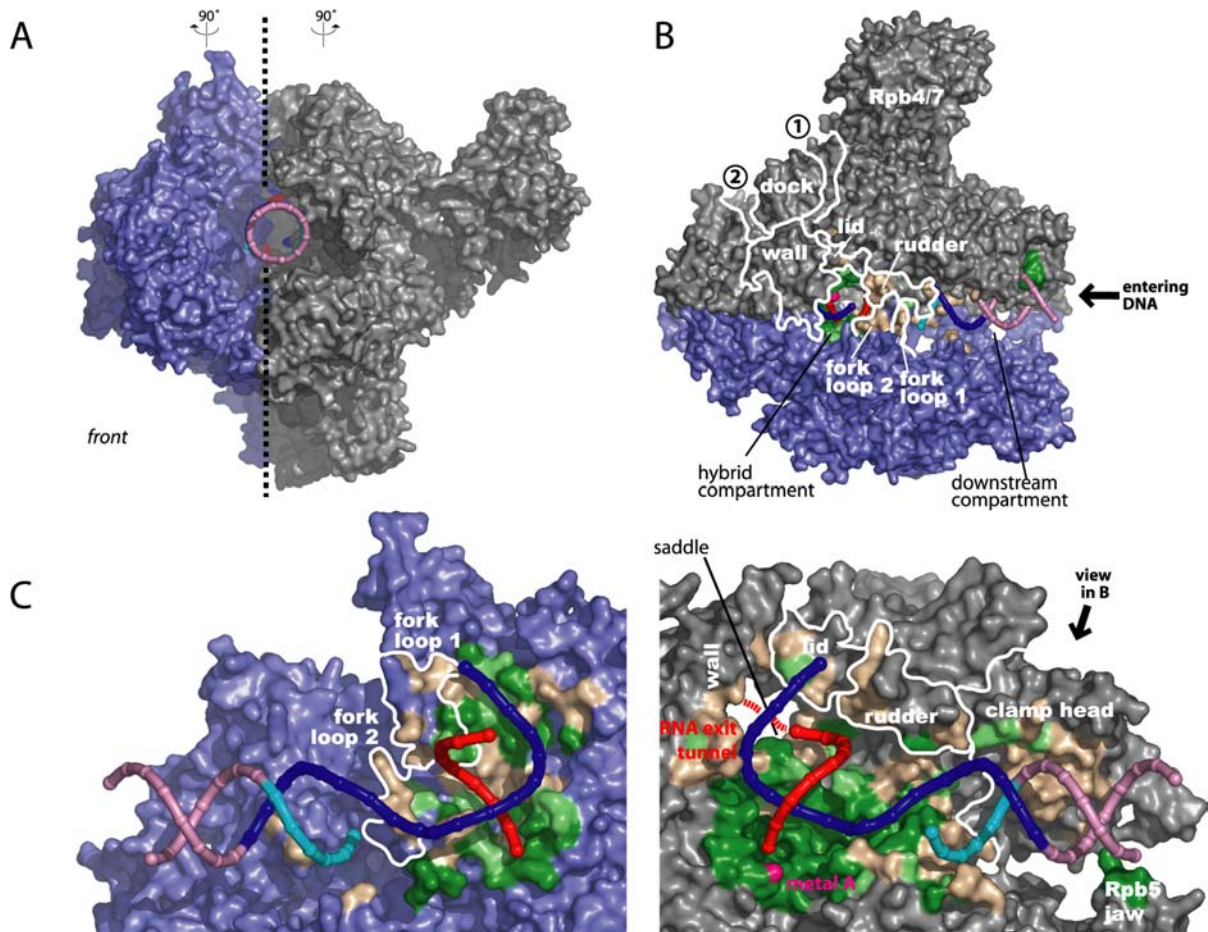 A
90°
90°
front
B
Rpb4/7
①
②
dock
lid
wall
rudder
entering
DNA
fork
loop 2
fork
loop 1
hybrid
compartment
downstream
compartment
C
fork
loop 1
fork
loop 2
saddle
view
in B
wall
lid
rudder
clamp head
RNA exit
tunnel
metal A
Rpb5
jaw